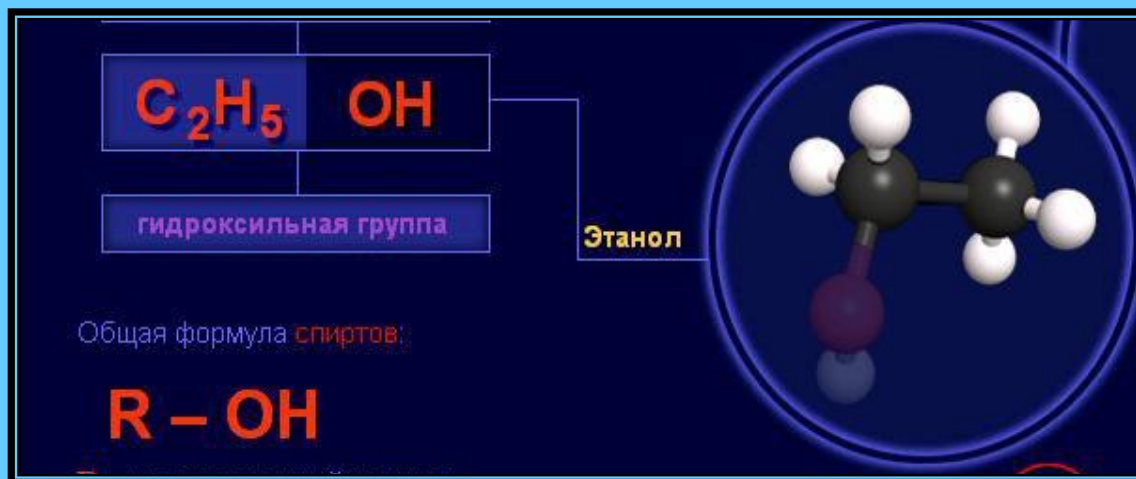 C₂H₅ OH
гидроксильная группа
Этанол
Общая формула спиртов:
R – OH